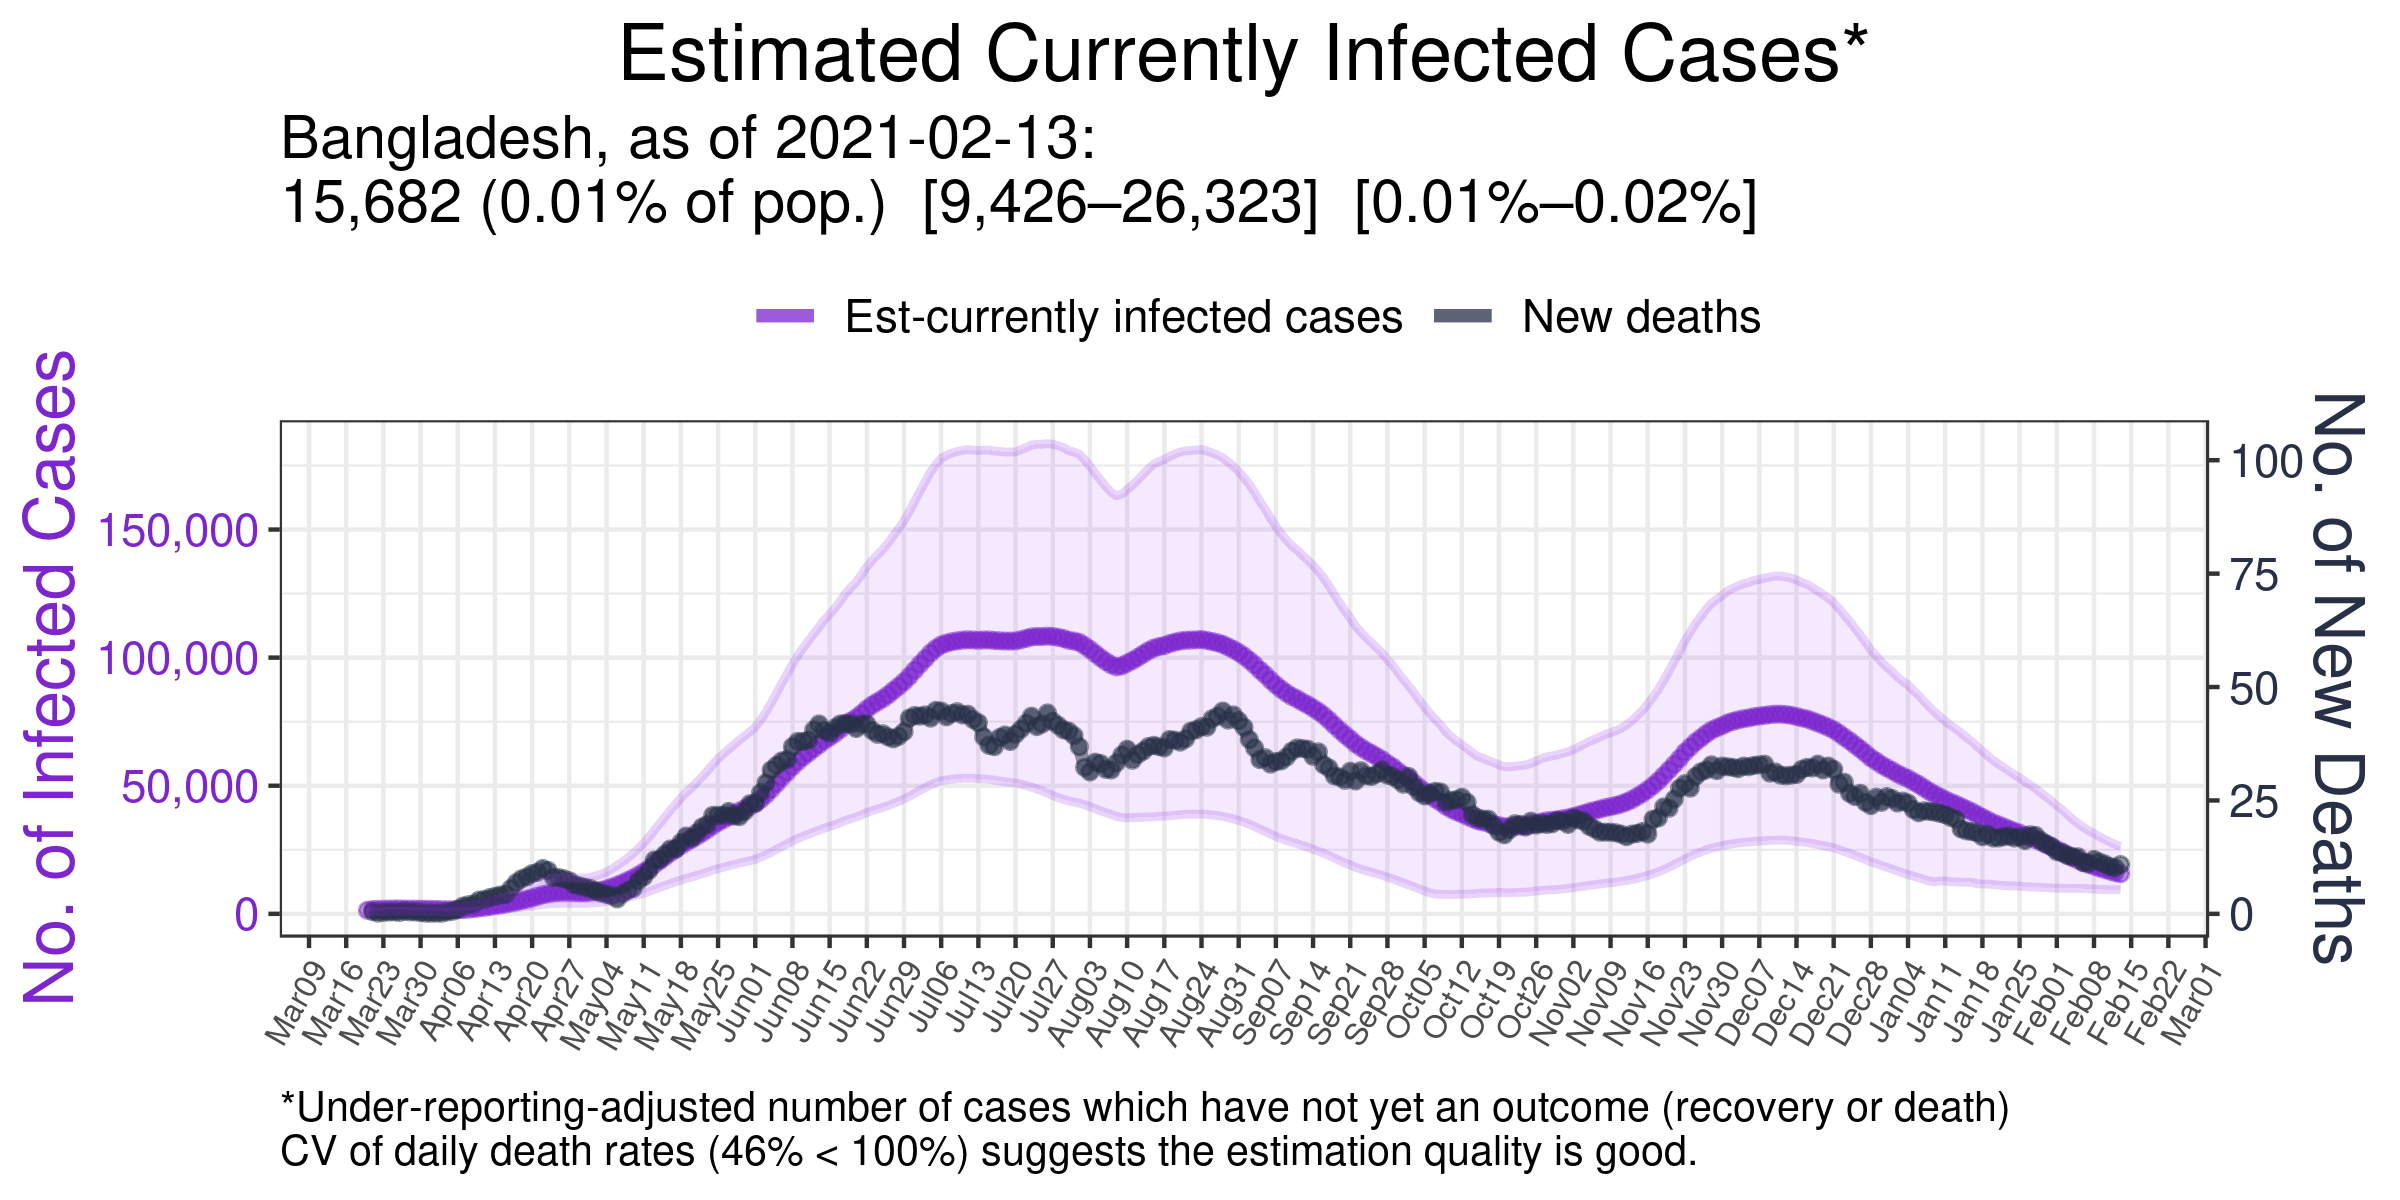 Estimated Currently Infected Cases*
Bangladesh, as of 2021-02-13:
15,682 (0.01% of pop.) [9,426–26,323] [0.01%–0.02%]
Est-currently infected cases New deaths
No. of Infected Cases
150,000
100,000
50,000
0
100
75
50
25
0
No. of New Deaths
Mar09 Mar16 Mar23 Mar30 Apr06 Apr13 Apr20 Apr27 May04 May11 May18 May25 Jun01 Jun08 Jun15 Jun22 Jun29 Jul06 Jul13 Jul20 Jul27 Aug03 Aug10 Aug17 Aug24 Aug31 Sep07 Sep14 Sep21 Sep28 Oct05 Oct12 Oct19 Oct26 Nov02 Nov09 Nov16 Nov23 Nov30 Dec07 Dec14 Dec21 Dec28 Jan04 Jan11 Jan18 Jan25 Feb01 Feb08 Feb15 Feb22 Mar01
*Under-reporting-adjusted number of cases which have not yet an outcome (recovery or death)
CV of daily death rates (46% < 100%) suggests the estimation quality is good.